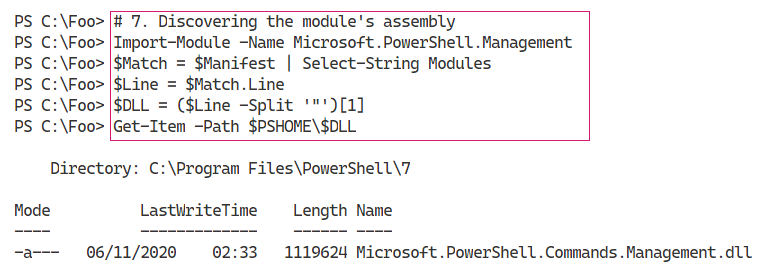 PS C:\Foo> # 7. Discovering the module's assembly
PS C:\Foo> Import-Module -Name Microsoft.PowerShell.Management
PS C:\Foo> $Match = $Manifest | Select-String Modules
PS C:\Foo> $Line = $Match.Line
PS C:\Foo> $DLL = ($Line -Split '"')[1]
PS C:\Foo> Get-Item -Path $PSHOME\$DLL
Directory: C:\Program Files\PowerShell\7
Mode LastWriteTime Length Name
---- ------------- ------ ----
-a--- 06/11/2020 02:33 1119624 Microsoft.PowerShell.Commands.Management.dll